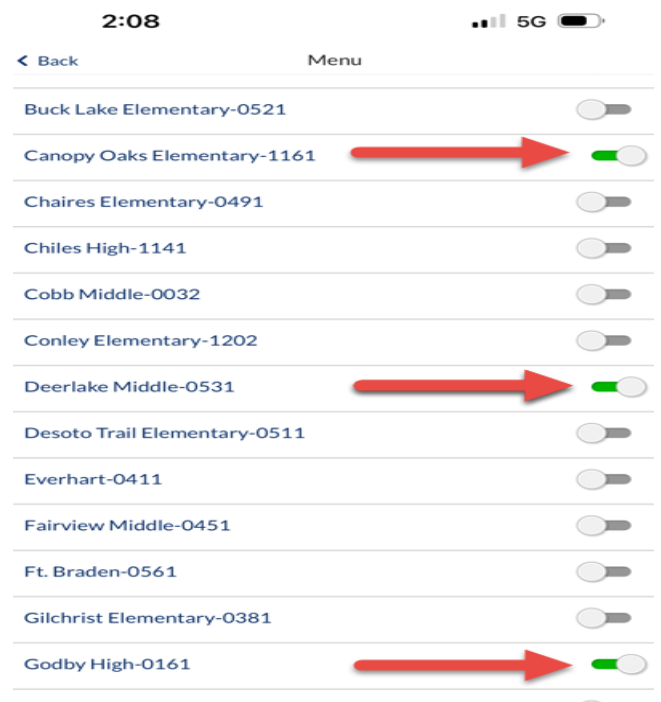 2:08 5G
Back Menu
Buck Lake Elementary-0521
Canopy Oaks Elementary-1161
Chaires Elementary-0491
Chiles High-1141
Cobb Middle-0032
Conley Elementary-1202
Deerlake Middle-0531
Desoto Trail Elementary-0511
Everhart-0411
Fairview Middle-0451
Ft. Braden-0561
Gilchrist Elementary-0381
Godby High-0161